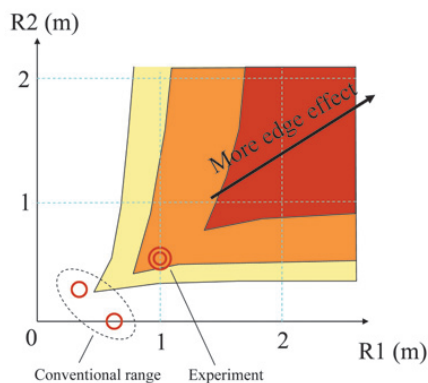 R2 (m)
2
More edge effect
1
0
1
2
R1 (m)
Conventional range
Experiment